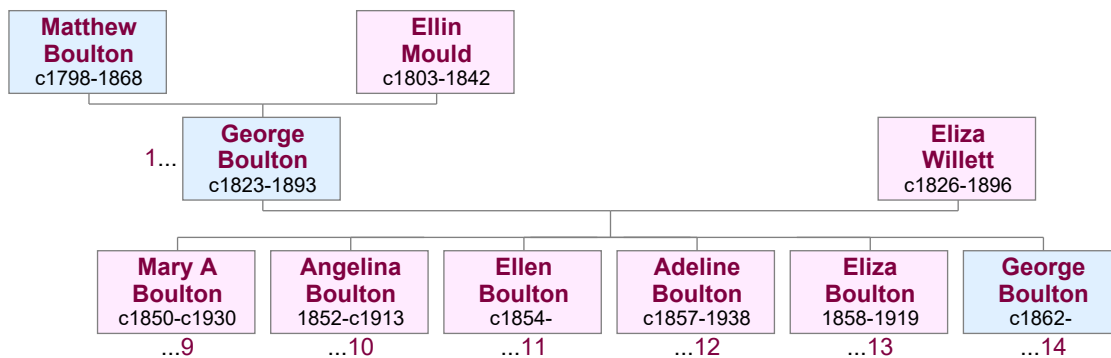 Matthew
Boulton
c1798-1868
Ellin
Mould
c1803-1842
1...
George
Boulton
c1823-1893
Eliza
Willett
c1826-1896
Mary A
Boulton
c1850-c1930
Angelina
Boulton
1852-c1913
Ellen
Boulton
c1854-
Adeline
Boulton
c1857-1938
Eliza
Boulton
1858-1919
George
Boulton
c1862-
...9
...10
...11
...12
...13
...14